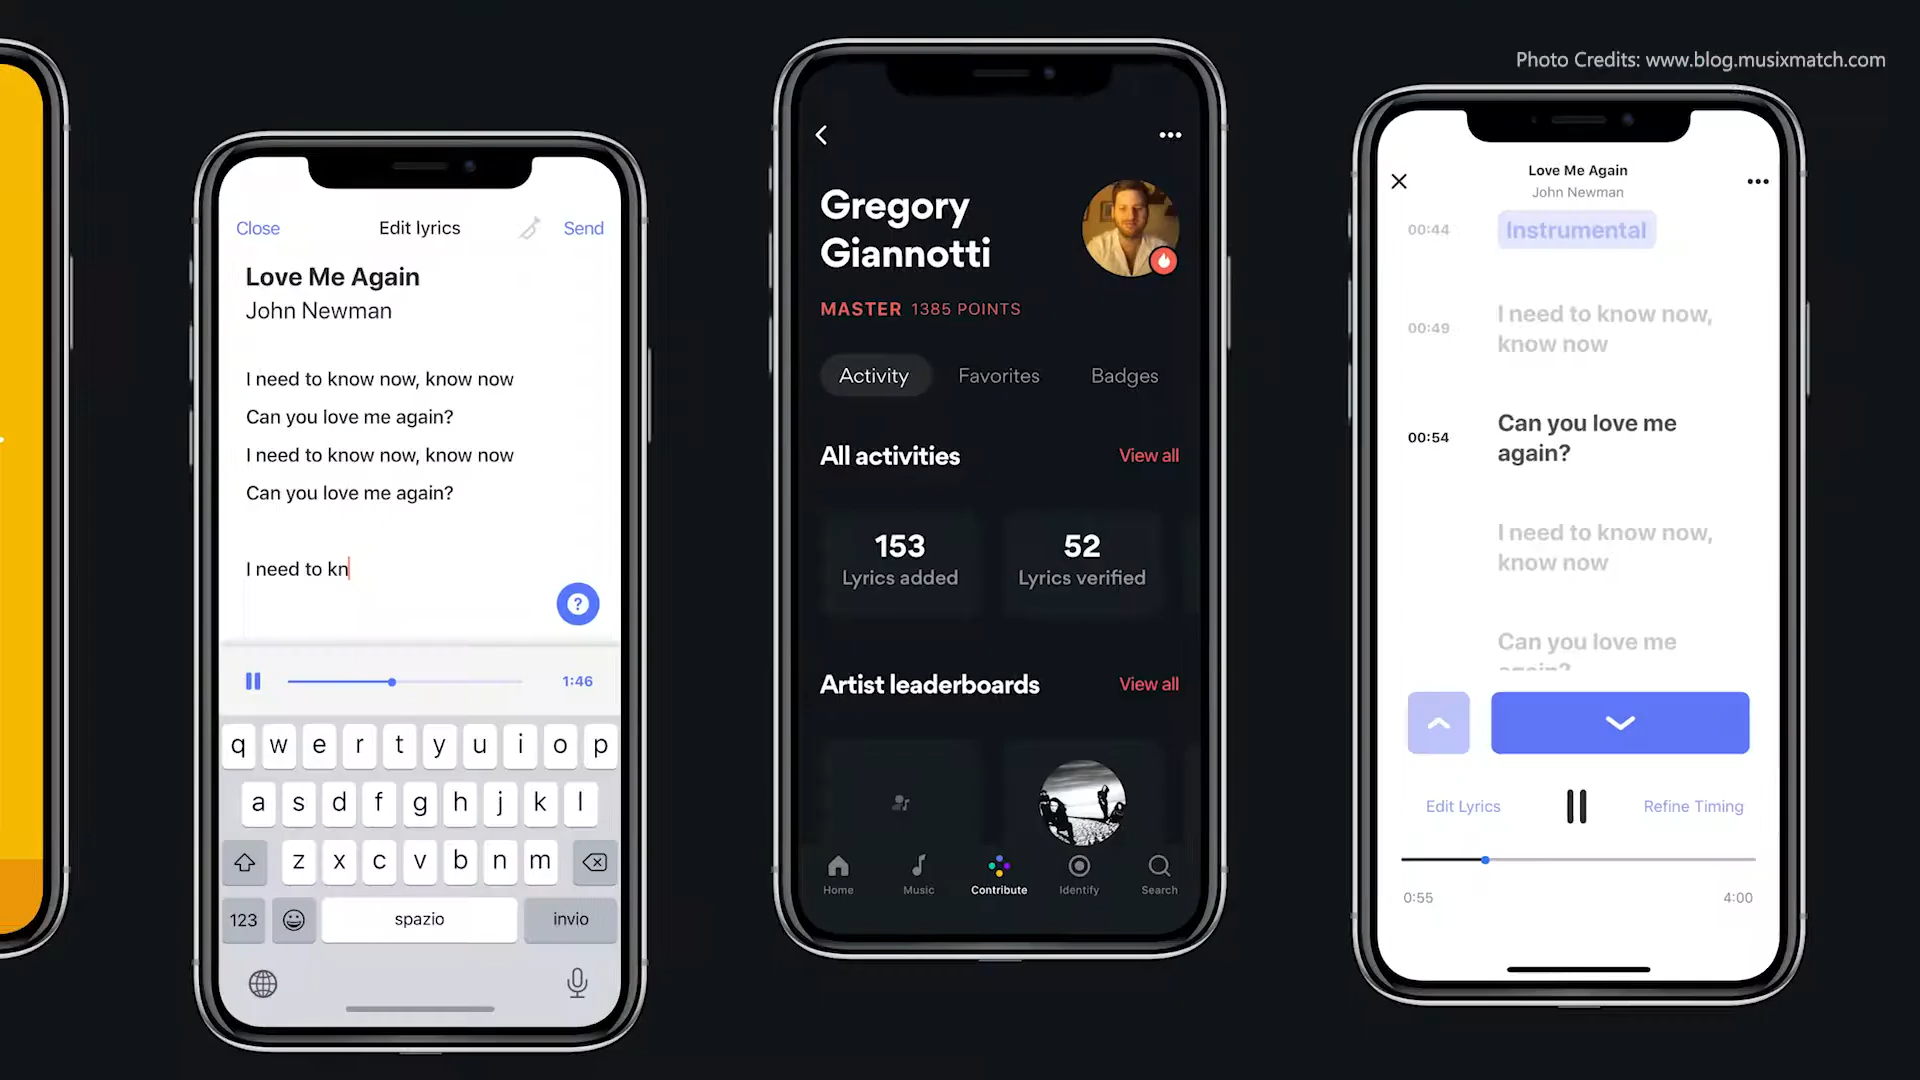 Photo Credits: www.blog.musixmatch.com
Close
Edit lyrics
Send
Love Me Again
John Newman
I need to know now, know now
Can you love me again?
I need to know now, know now
Can you love me again?
I need to kn
?
1:46
q w e r t y u i o p
a s d f g h j k l
z x c v b n m
123
spazio
invio
Gregory
Giannotti
MASTER 1385 POINTS
Activity
Favorites
Badges
All activities
View all
153
Lyrics added
52
Lyrics verified
Artist leaderboards
View all
Home
Music
Contribute
Identify
Search
Love Me Again
John Newman
00:44
Instrumental
00:49
I need to know now,
know now
00:54
Can you love me
again?
I need to know now,
know now
Can you love me
again?
Edit Lyrics
Refine Timing
0:55
4:00